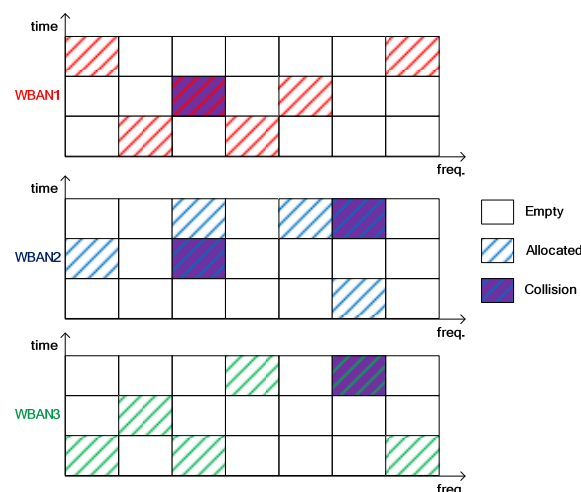 time
WBAN1
freq.
time
WBAN2
freq.
time
WBAN3
freq.
Empty
Allocated
Collision